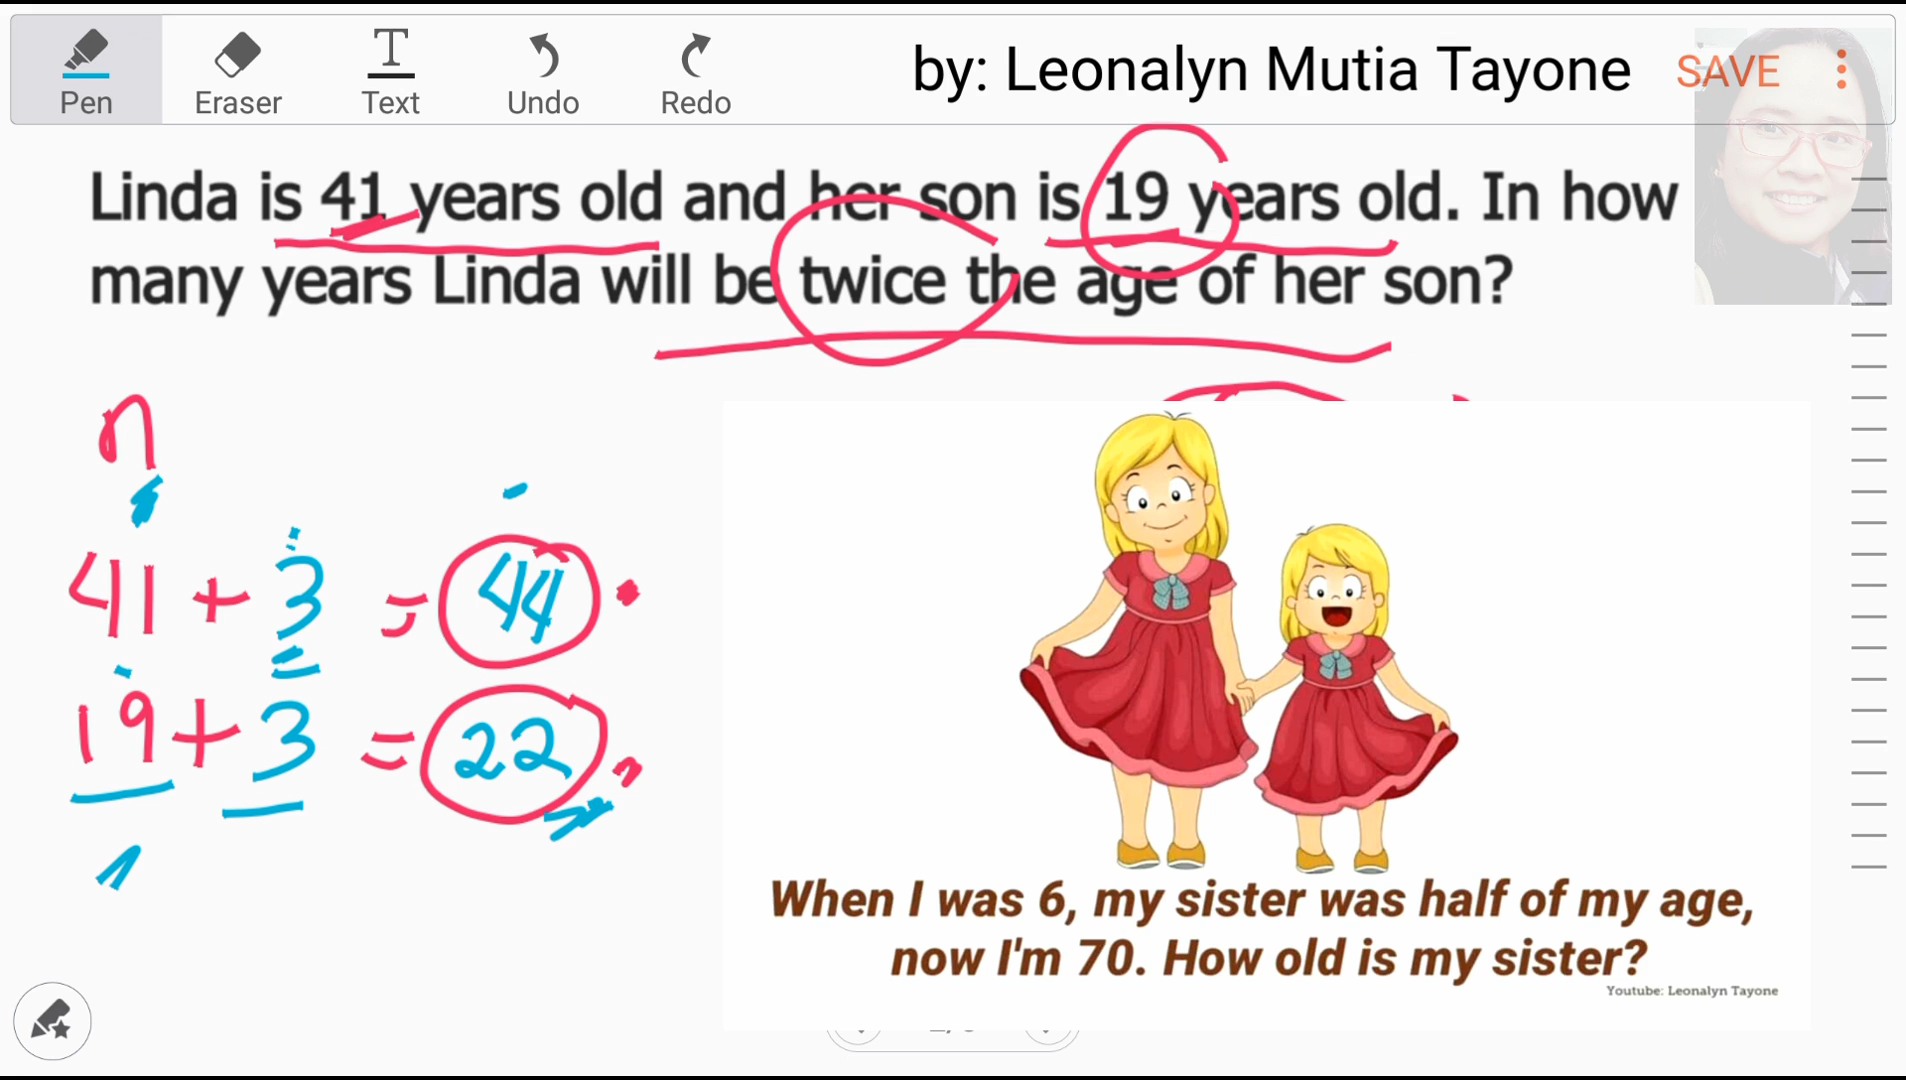 Pen
Eraser
Text
Undo
Redo
by: Leonalyn Mutia Tayone
SAVE
Linda is 41 years old and her son is 19 years old. In how
many years Linda will be twice the age of her son?
n
41 + 3 = 44
19 + 3 = 22
When I was 6, my sister was half of my age,
now I'm 70. How old is my sister?
Youtube: Leonalyn Tayone